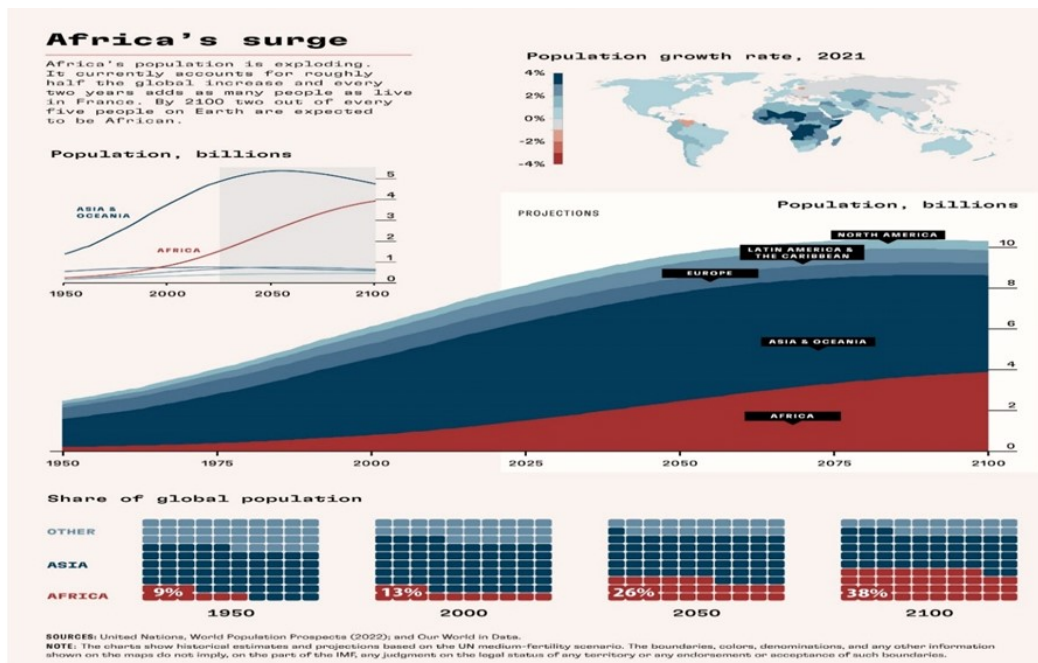 Africa's surge
Africa's population is exploding.
It currently accounts for roughly
half the global increase and every
two years adds as many people as live
in France. By 2100 two out of every
five people on Earth are expected
to be African.
Population growth rate, 2021
4%
2%
0%
-2%
-4%
Population, billions
5
4
3
2
1
0
ASIA &
OCEANIA
AFRICA
1950
2000
2050
2100
PROJECTIONS
Population, billions
10
8
6
4
2
0
NORTH AMERICA
LATIN AMERICA &
THE CARIBBEAN
EUROPE
ASIA & OCEANIA
AFRICA
1950
1975
2000
2025
2050
2075
2100
Share of global population
OTHER
ASIA
AFRICA
9%
13%
26%
38%
1950
2000
2050
2100
SOURCES: United Nations, World Population Prospects (2022); and Our World in Data.
NOTE: The charts show historical estimates and projections based on the UN medium-fertility scenario. The boundaries, colors, denominations, and any other information
shown on the maps do not imply, on the part of the IMF, any judgment on the legal status of any territory or any endorsement or acceptance of such boundaries.